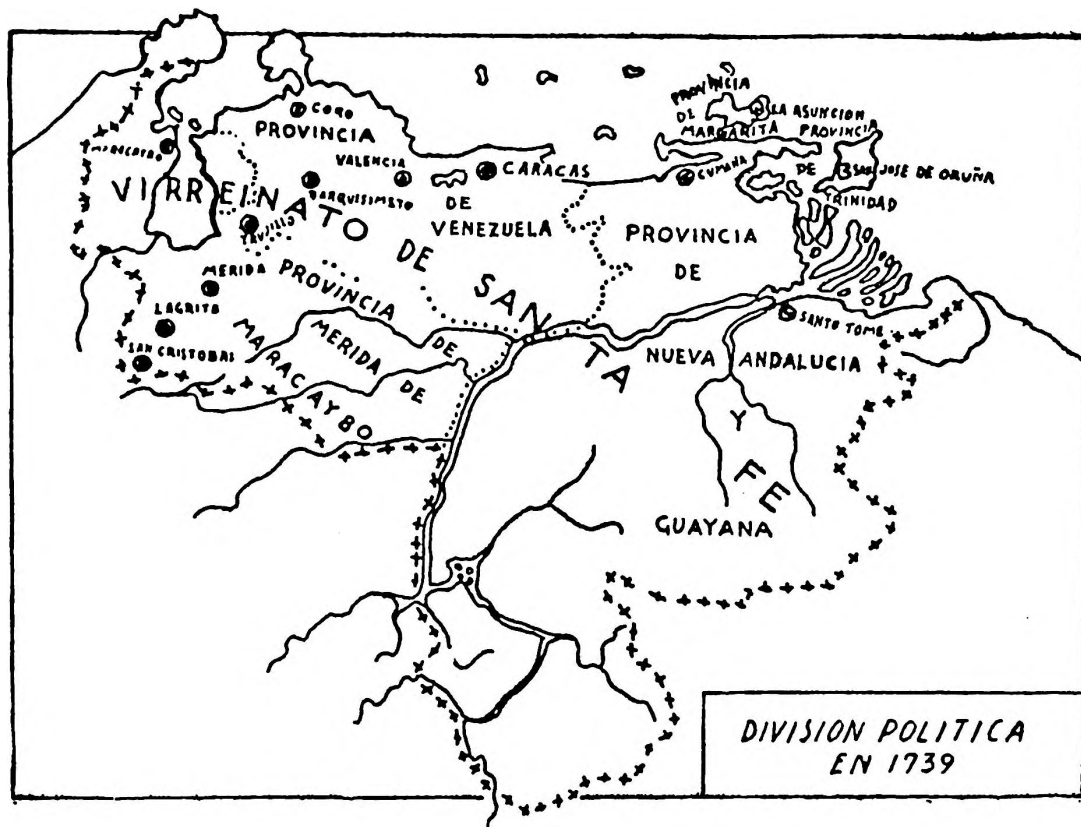 CORO
PROVINCIA
DE
VENEZUELA
VALENCIA
CARACAS
BARQUISIMETO
TRUJILLO
VIRREINATO DE SANTA FE
PROVINCIA
DE
MARGARITA
LA ASUNCION
PROVINCIA
DE
TRINIDAD
SAN JOSE DE ORUÑA
CUMANA
PROVINCIA
DE
NUEVA ANDALUCIA
Y
GUAYANA
SANTO TOME
MERIDA
LAGRITA
SAN CRISTOBAL
PROVINCIA DE
MERIDA DE
MARACAYBO
DIVISION POLITICA
EN 1739